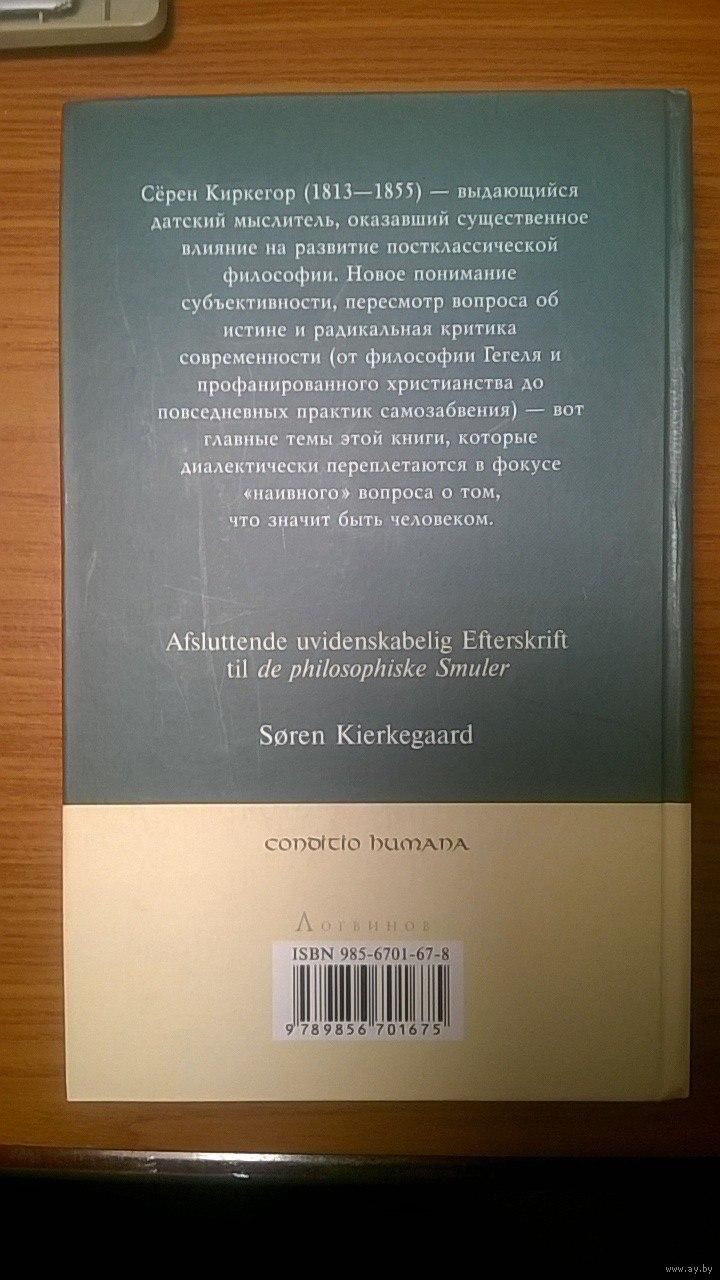 Сёрен Киркегор (1813—1855) — выдающийся
датский мыслитель, оказавший существенное
влияние на развитие постклассической
философии. Новое понимание
субъективности, пересмотр вопроса об
истине и радикальная критика
современности (от философии Гегеля и
профанированного христианства до
повседневных практик самозабвения) — вот
главные темы этой книги, которые
диалектически переплетаются в фокусе
«наивного» вопроса о том,
что значит быть человеком.
Afsluttende uvidenskabelig Efterskrift
til de philosophiske Smuler
Søren Kierkegaard
conditio humana
Логвинов
ISBN 985-6701-67-8
9 789856 701675
www.ay.by